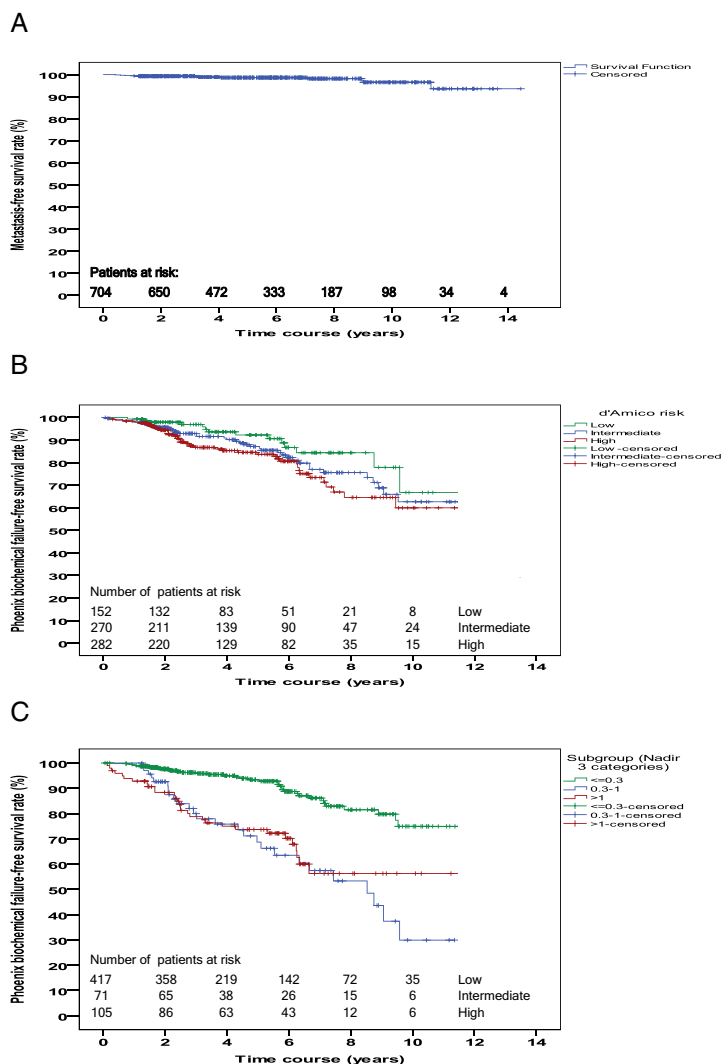 A
Survival Function
Censored
Metastasis-free survival rate (%)
100
90
80
70
60
50
40
30
20
10
0
Patients at risk:
704 650 472 333 187 98 34 4
0 2 4 6 8 10 12 14
Time course (years)
B
d'Amico risk
Low
Intermediate
High
Low-censored
Intermediate-censored
High-censored
Phoenix biochemical failure-free survival rate (%)
100
90
80
70
60
50
40
30
20
10
0
Number of patients at risk
152 132 83 51 21 8 Low
270 211 139 90 47 24 Intermediate
282 220 129 82 35 15 High
0 2 4 6 8 10 12 14
Time course (years)
C
Subgroup (Nadir
3 categories)
<=0.3
0.3-1
>1
<=0.3-censored
0.3-1-censored
>1-censored
Phoenix biochemical failure-free survival rate (%)
100
90
80
70
60
50
40
30
20
10
0
Number of patients at risk
417 358 219 142 72 35 Low
71 65 38 26 15 6 Intermediate
105 86 63 43 12 6 High
0 2 4 6 8 10 12 14
Time course (years)